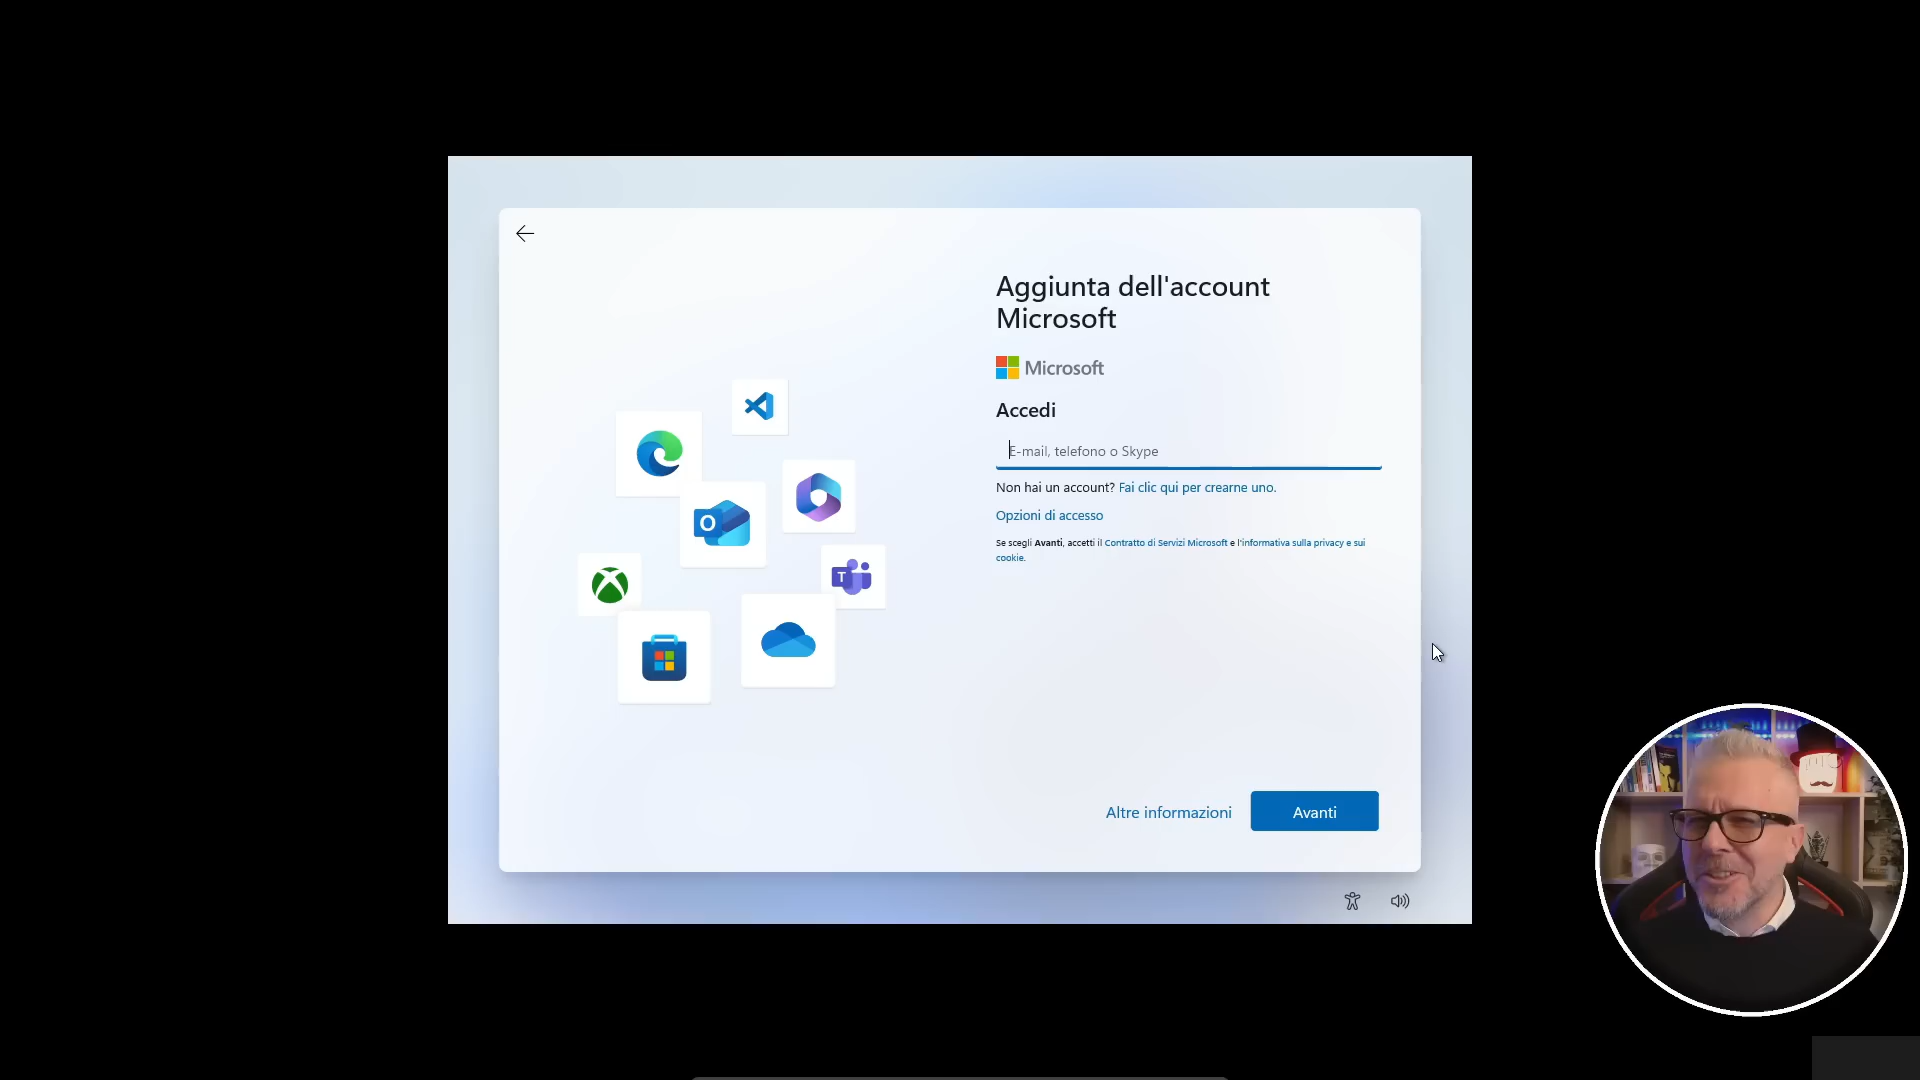 Aggiunta dell'account
Microsoft
Microsoft
Accedi
E-mail, telefono o Skype
Non hai un account? Fai clic qui per crearne uno.
Opzioni di accesso
Se scegli Avanti, accetti il Contratto di Servizi Microsoft e l'informativa sulla privacy e sui
cookie.
Altre informazioni
Avanti